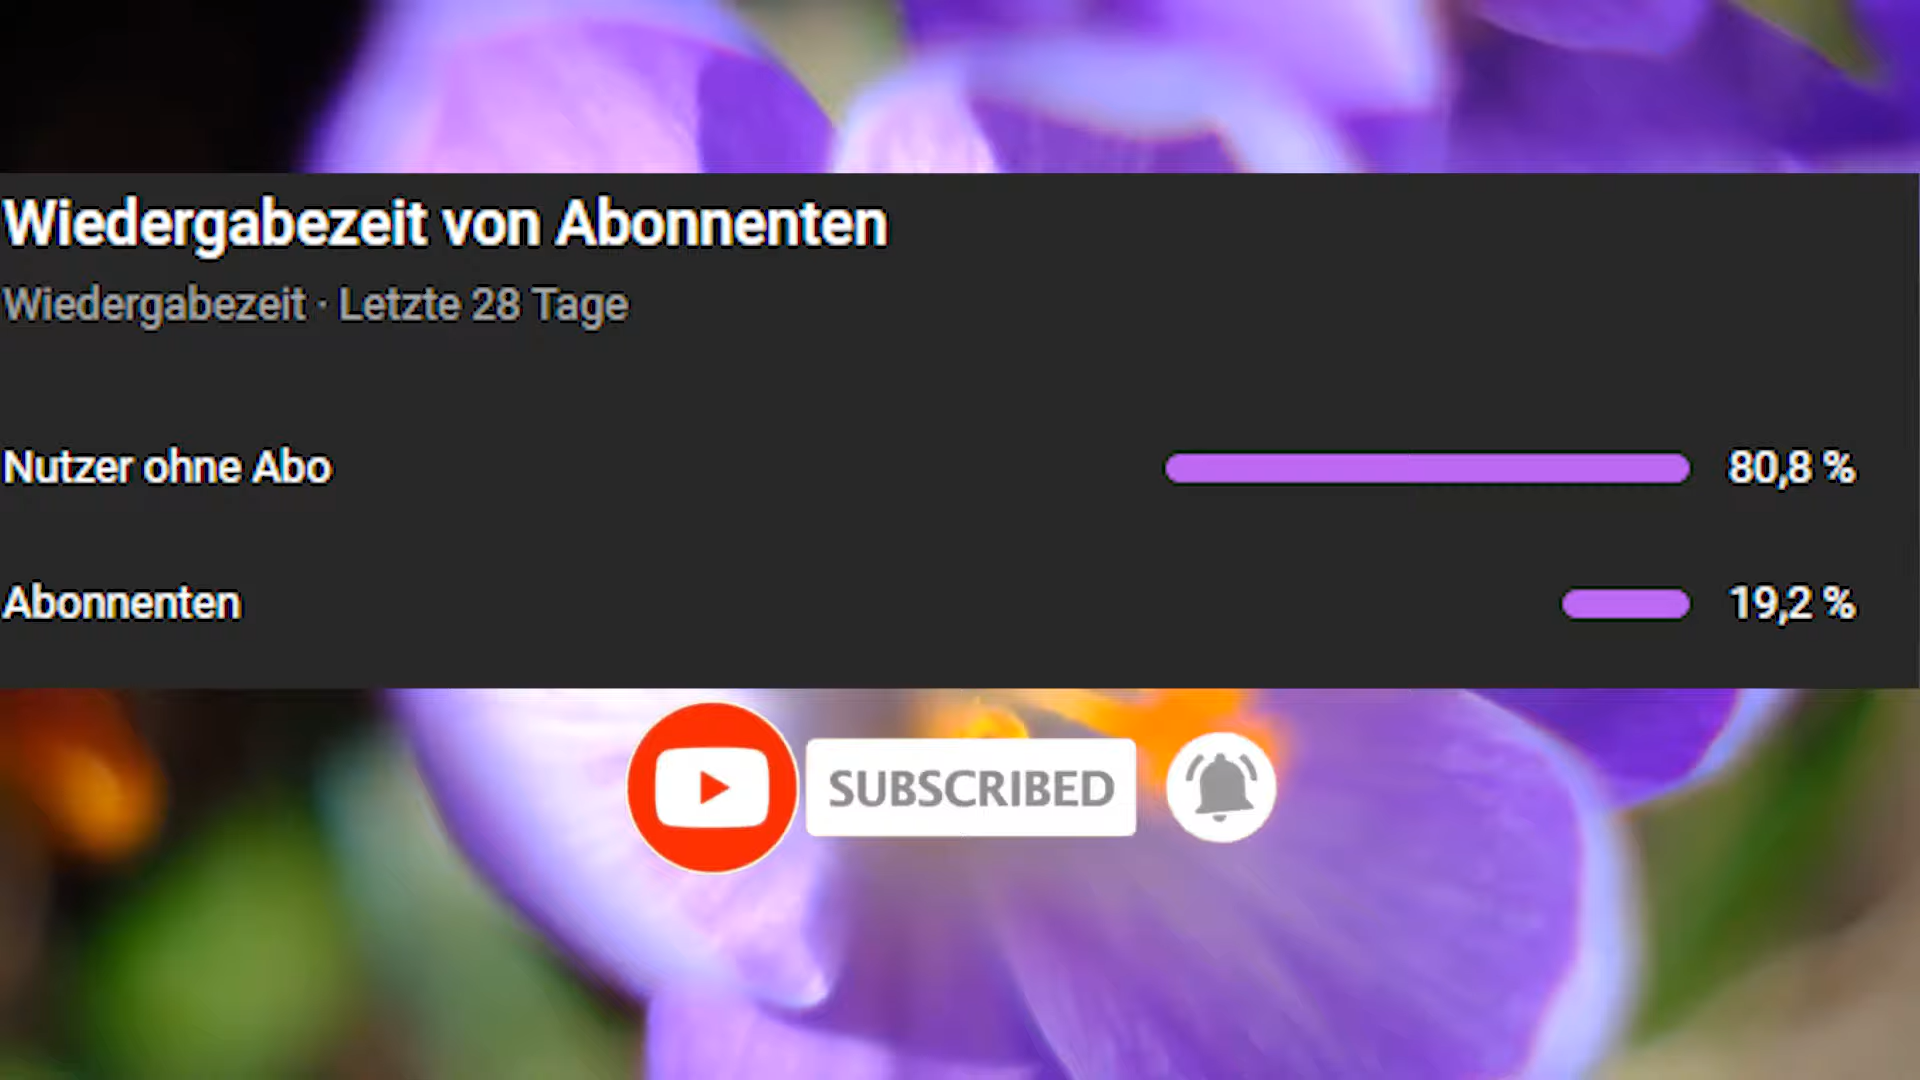 Wiedergabezeit von Abonnenten
Wiedergabezeit · Letzte 28 Tage
Nutzer ohne Abo 80,8 %
Abonnenten 19,2 %
SUBSCRIBED